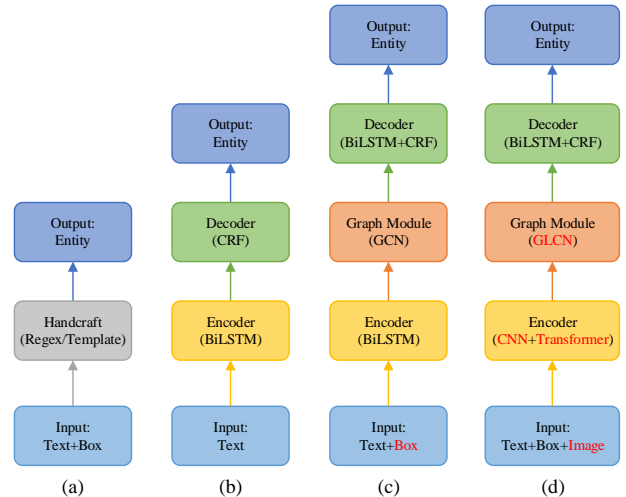 Output:
Entity
Handcraft
(Regex/Template)
Input:
Text+Box
(a)
Output:
Entity
Decoder
(CRF)
Encoder
(BiLSTM)
Input:
Text
(b)
Output:
Entity
Decoder
(BiLSTM+CRF)
Graph Module
(GCN)
Encoder
(BiLSTM)
Input:
Text+Box
(c)
Output:
Entity
Decoder
(BiLSTM+CRF)
Graph Module
(GLCN)
Encoder
(CNN+Transformer)
Input:
Text+Box+Image
(d)